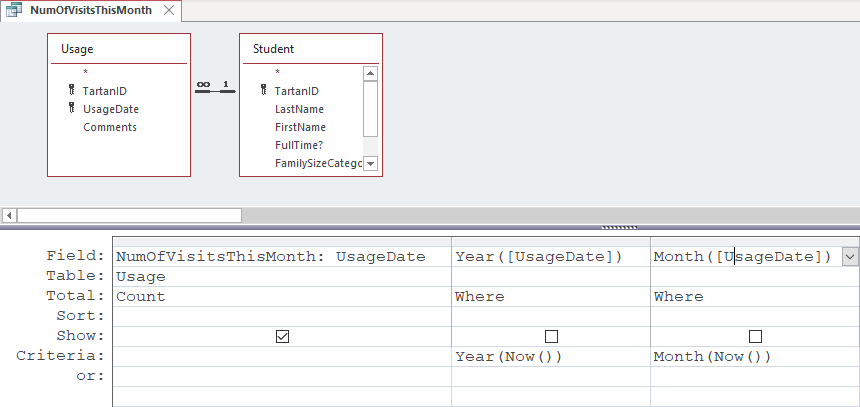 NumOfVisitsThisMonth
Usage
*
TartanID
UsageDate
Comments
∞ 1
Student
*
TartanID
LastName
FirstName
FullTime?
FamilySizeCatego
Field: NumOfVisitsThisMonth: UsageDate Year([UsageDate]) Month([UsageDate])
Table: Usage
Total: Count Where Where
Sort:
Show:
Criteria: Year(Now()) Month(Now())
or: